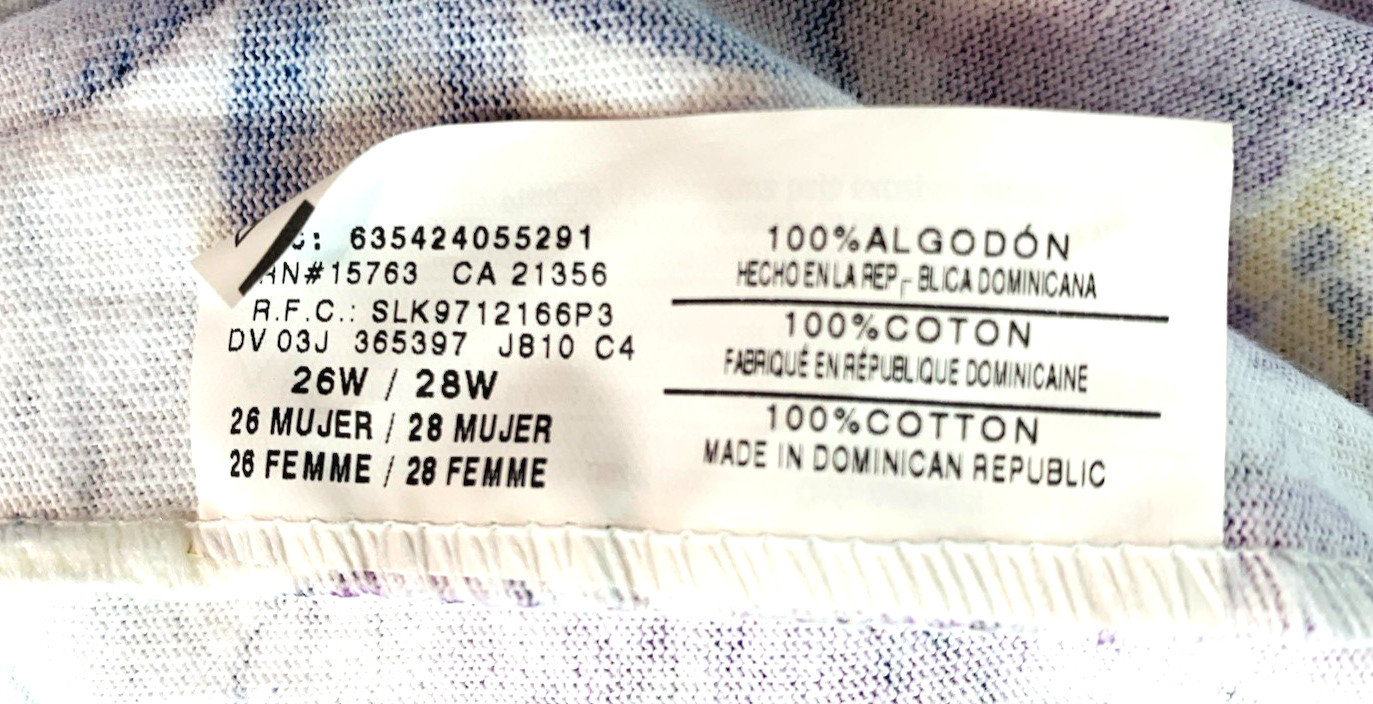 : 635424055291
RN#15763 CA 21356
R.F.C.: SLK9712166P3
DV 03J 365397 J810 C4
26W / 28W
26 MUJER / 28 MUJER
26 FEMME / 28 FEMME
100%ALGODÓN
HECHO EN LA REP┌ BLICA DOMINICANA
100%COTON
FABRIQUÉ EN RÉPUBLIQUE DOMINICAINE
100%COTTON
MADE IN DOMINICAN REPUBLIC